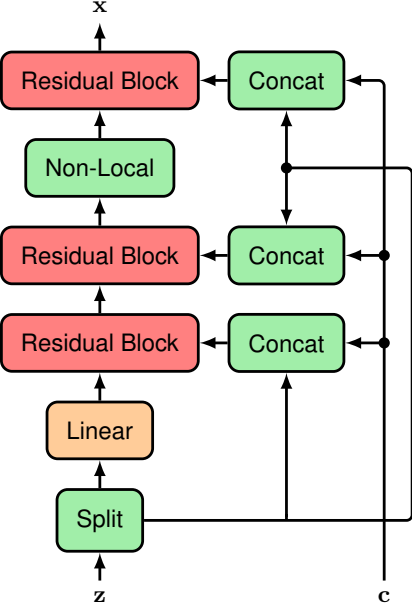 x
Residual Block Concat
Non-Local
Residual Block Concat
Residual Block Concat
Linear
Split
z c